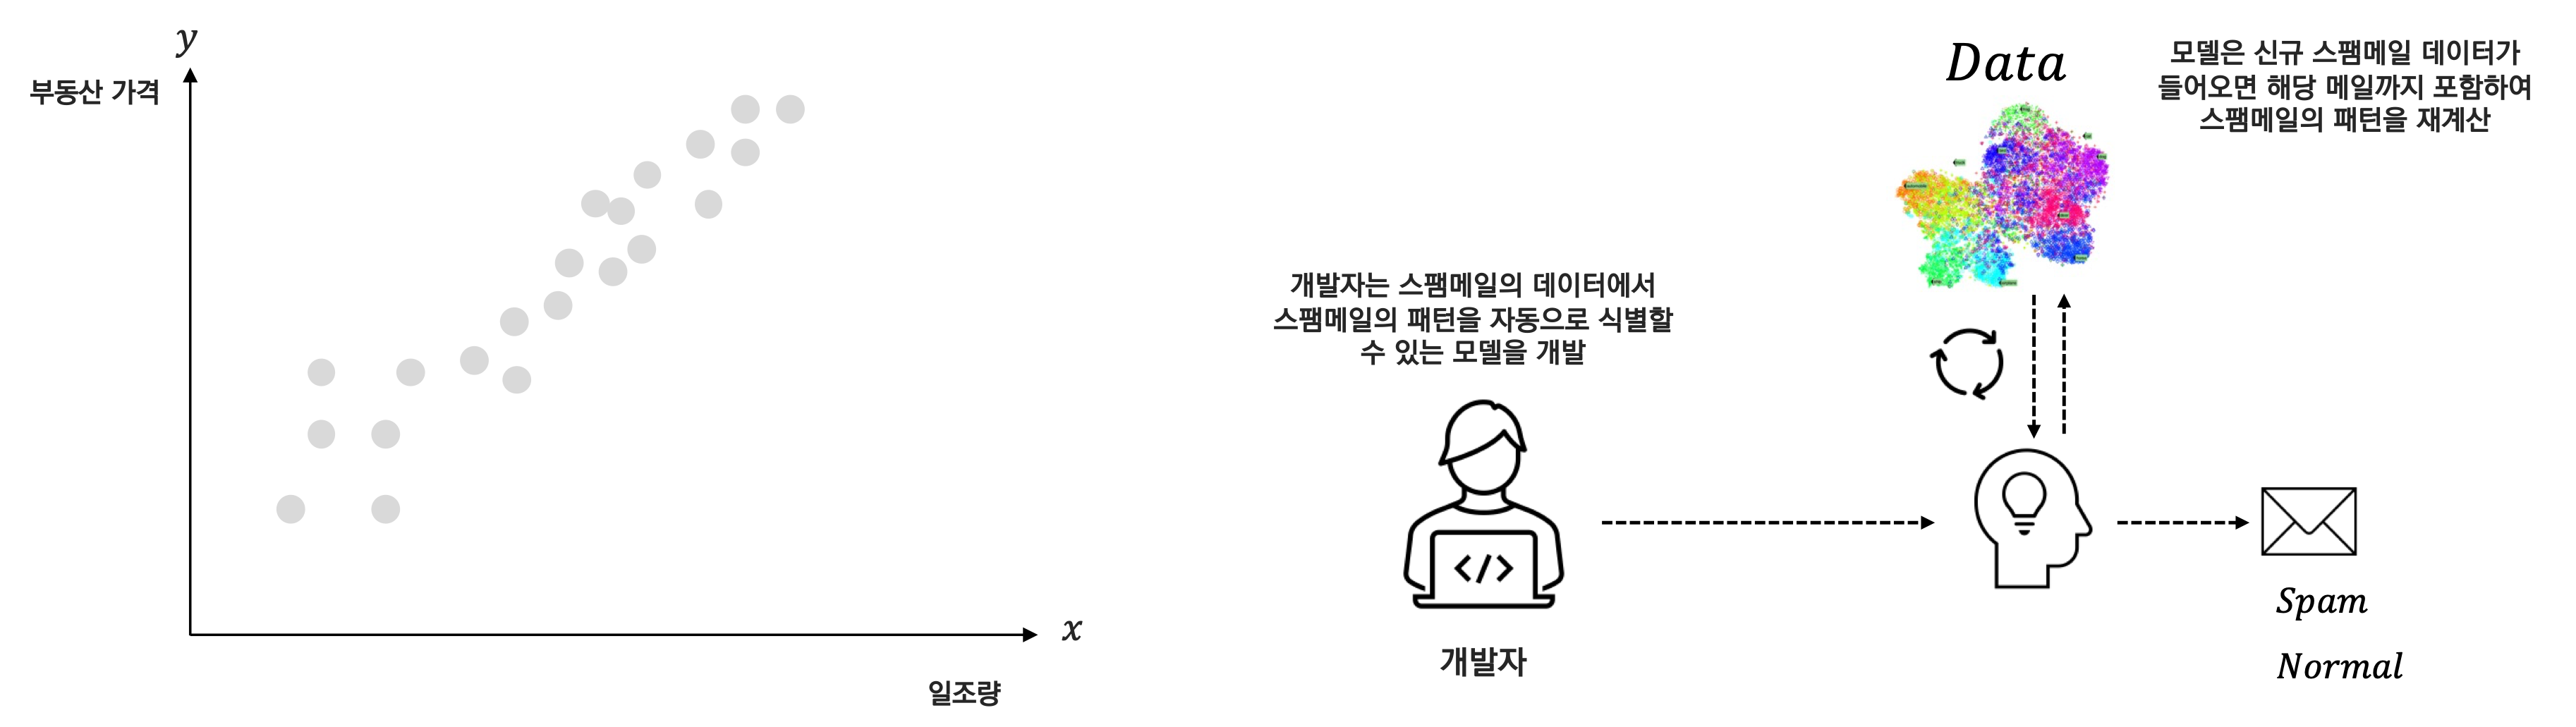 y
부동산 가격
x
일조량
개발자는 스팸메일의 데이터에서
스팸메일의 패턴을 자동으로 식별할
수 있는 모델을 개발
</>
개발자
Data
모델은 신규 스팸메일 데이터가
들어오면 해당 메일까지 포함하여
스팸메일의 패턴을 재계산
Spam
Normal